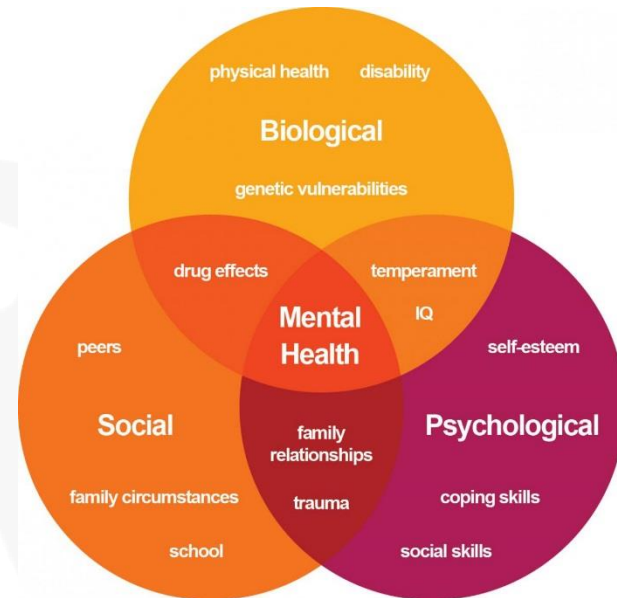 physical health disability
Biological
genetic vulnerabilities
drug effects
temperament
Mental
Health
IQ
peers
self-esteem
Social
family
relationships
Psychological
family circumstances
trauma
coping skills
school
social skills